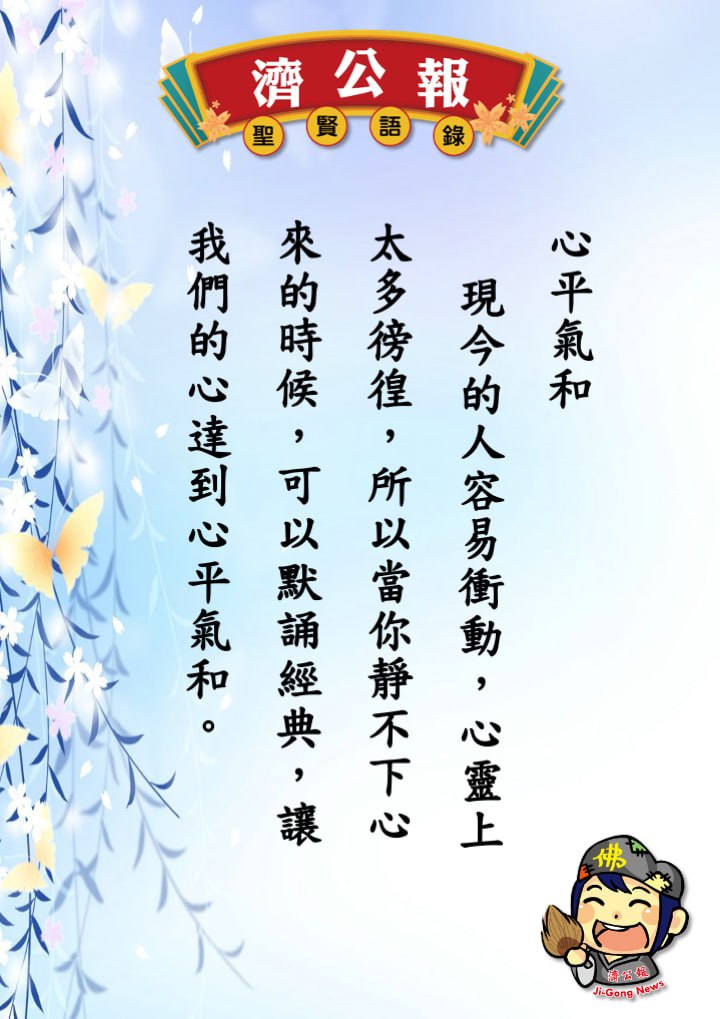 濟公報
聖賢語錄
心平氣和
現今的人容易衝動，心靈上
太多徬徨，所以當你靜不下心
來的時候，可以默誦經典，讓
我們的心達到心平氣和。
佛
濟公報
Ji-Gong News